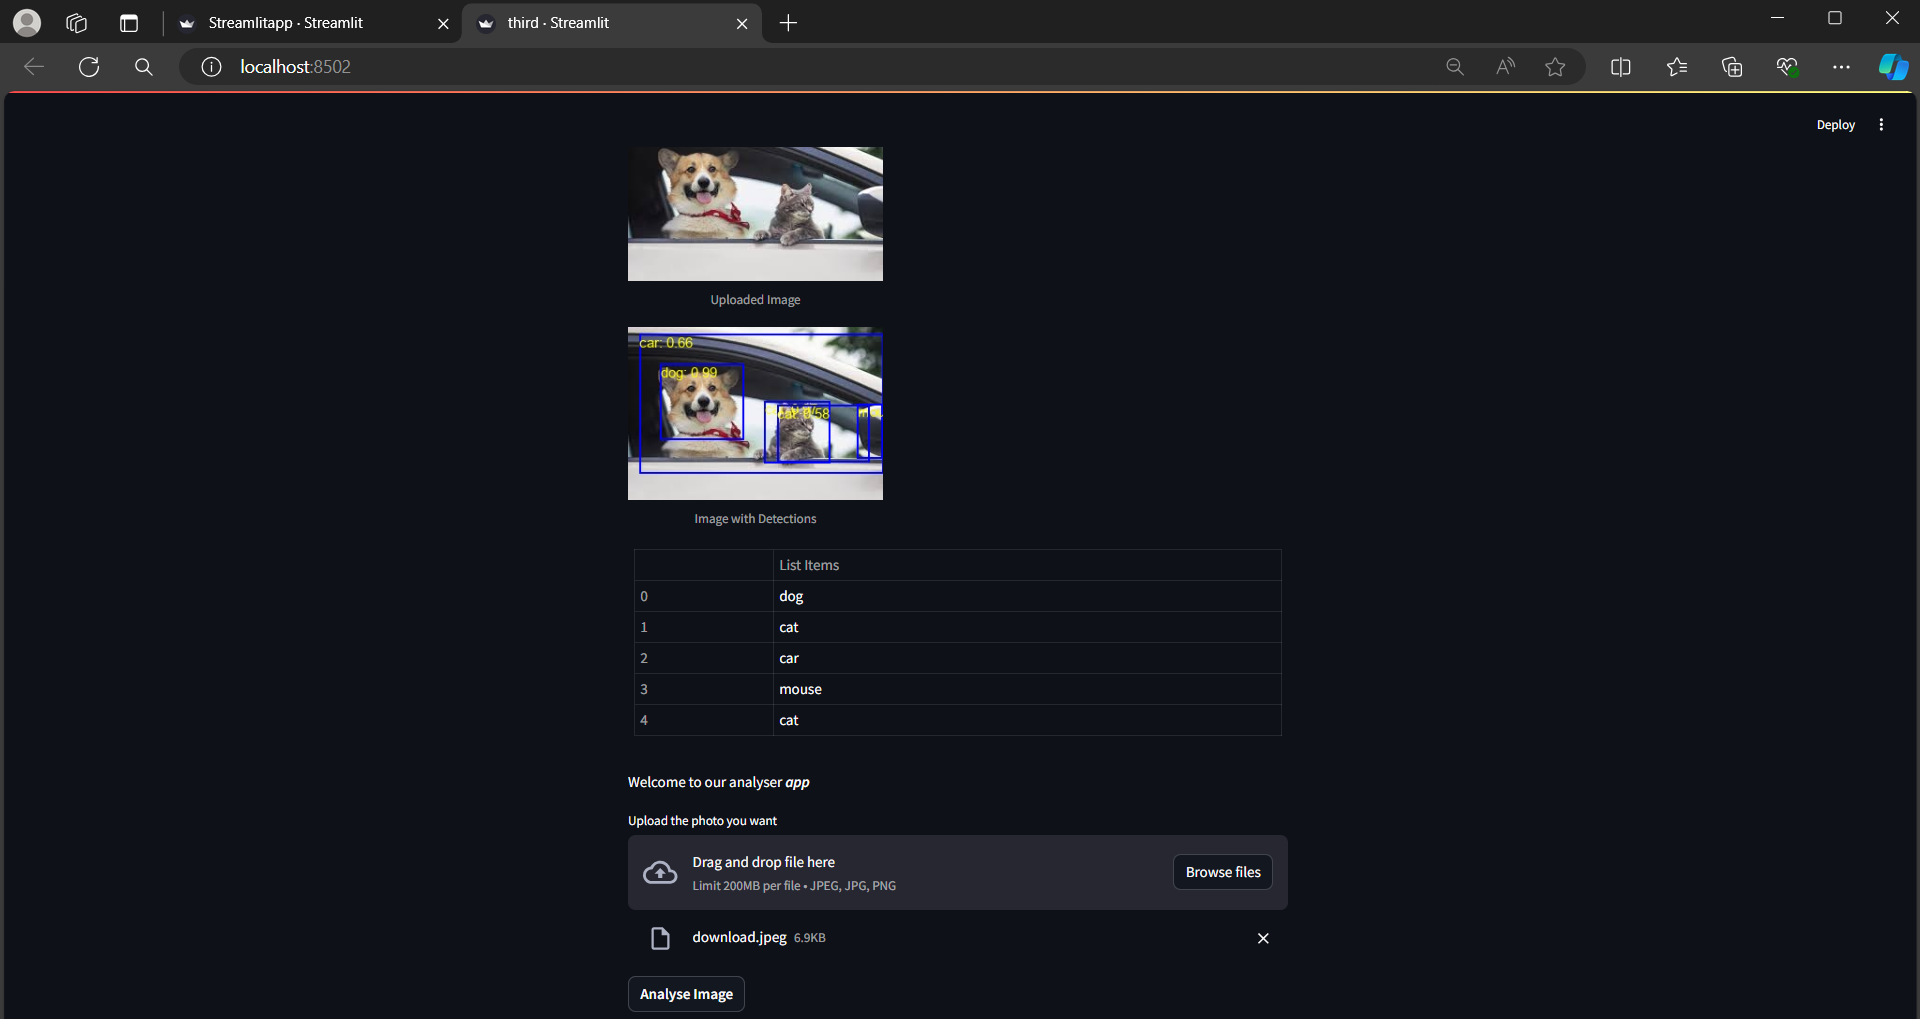 Streamlitapp · Streamlit
third · Streamlit
localhost:8502
Deploy
Uploaded Image
car: 0.66
dog: 0.99
cat: 0.58
Image with Detections
List Items
0 dog
1 cat
2 car
3 mouse
4 cat
Welcome to our analyser app
Upload the photo you want
Drag and drop file here
Limit 200MB per file • JPEG, JPG, PNG
Browse files
download.jpeg 6.9KB
Analyse Image